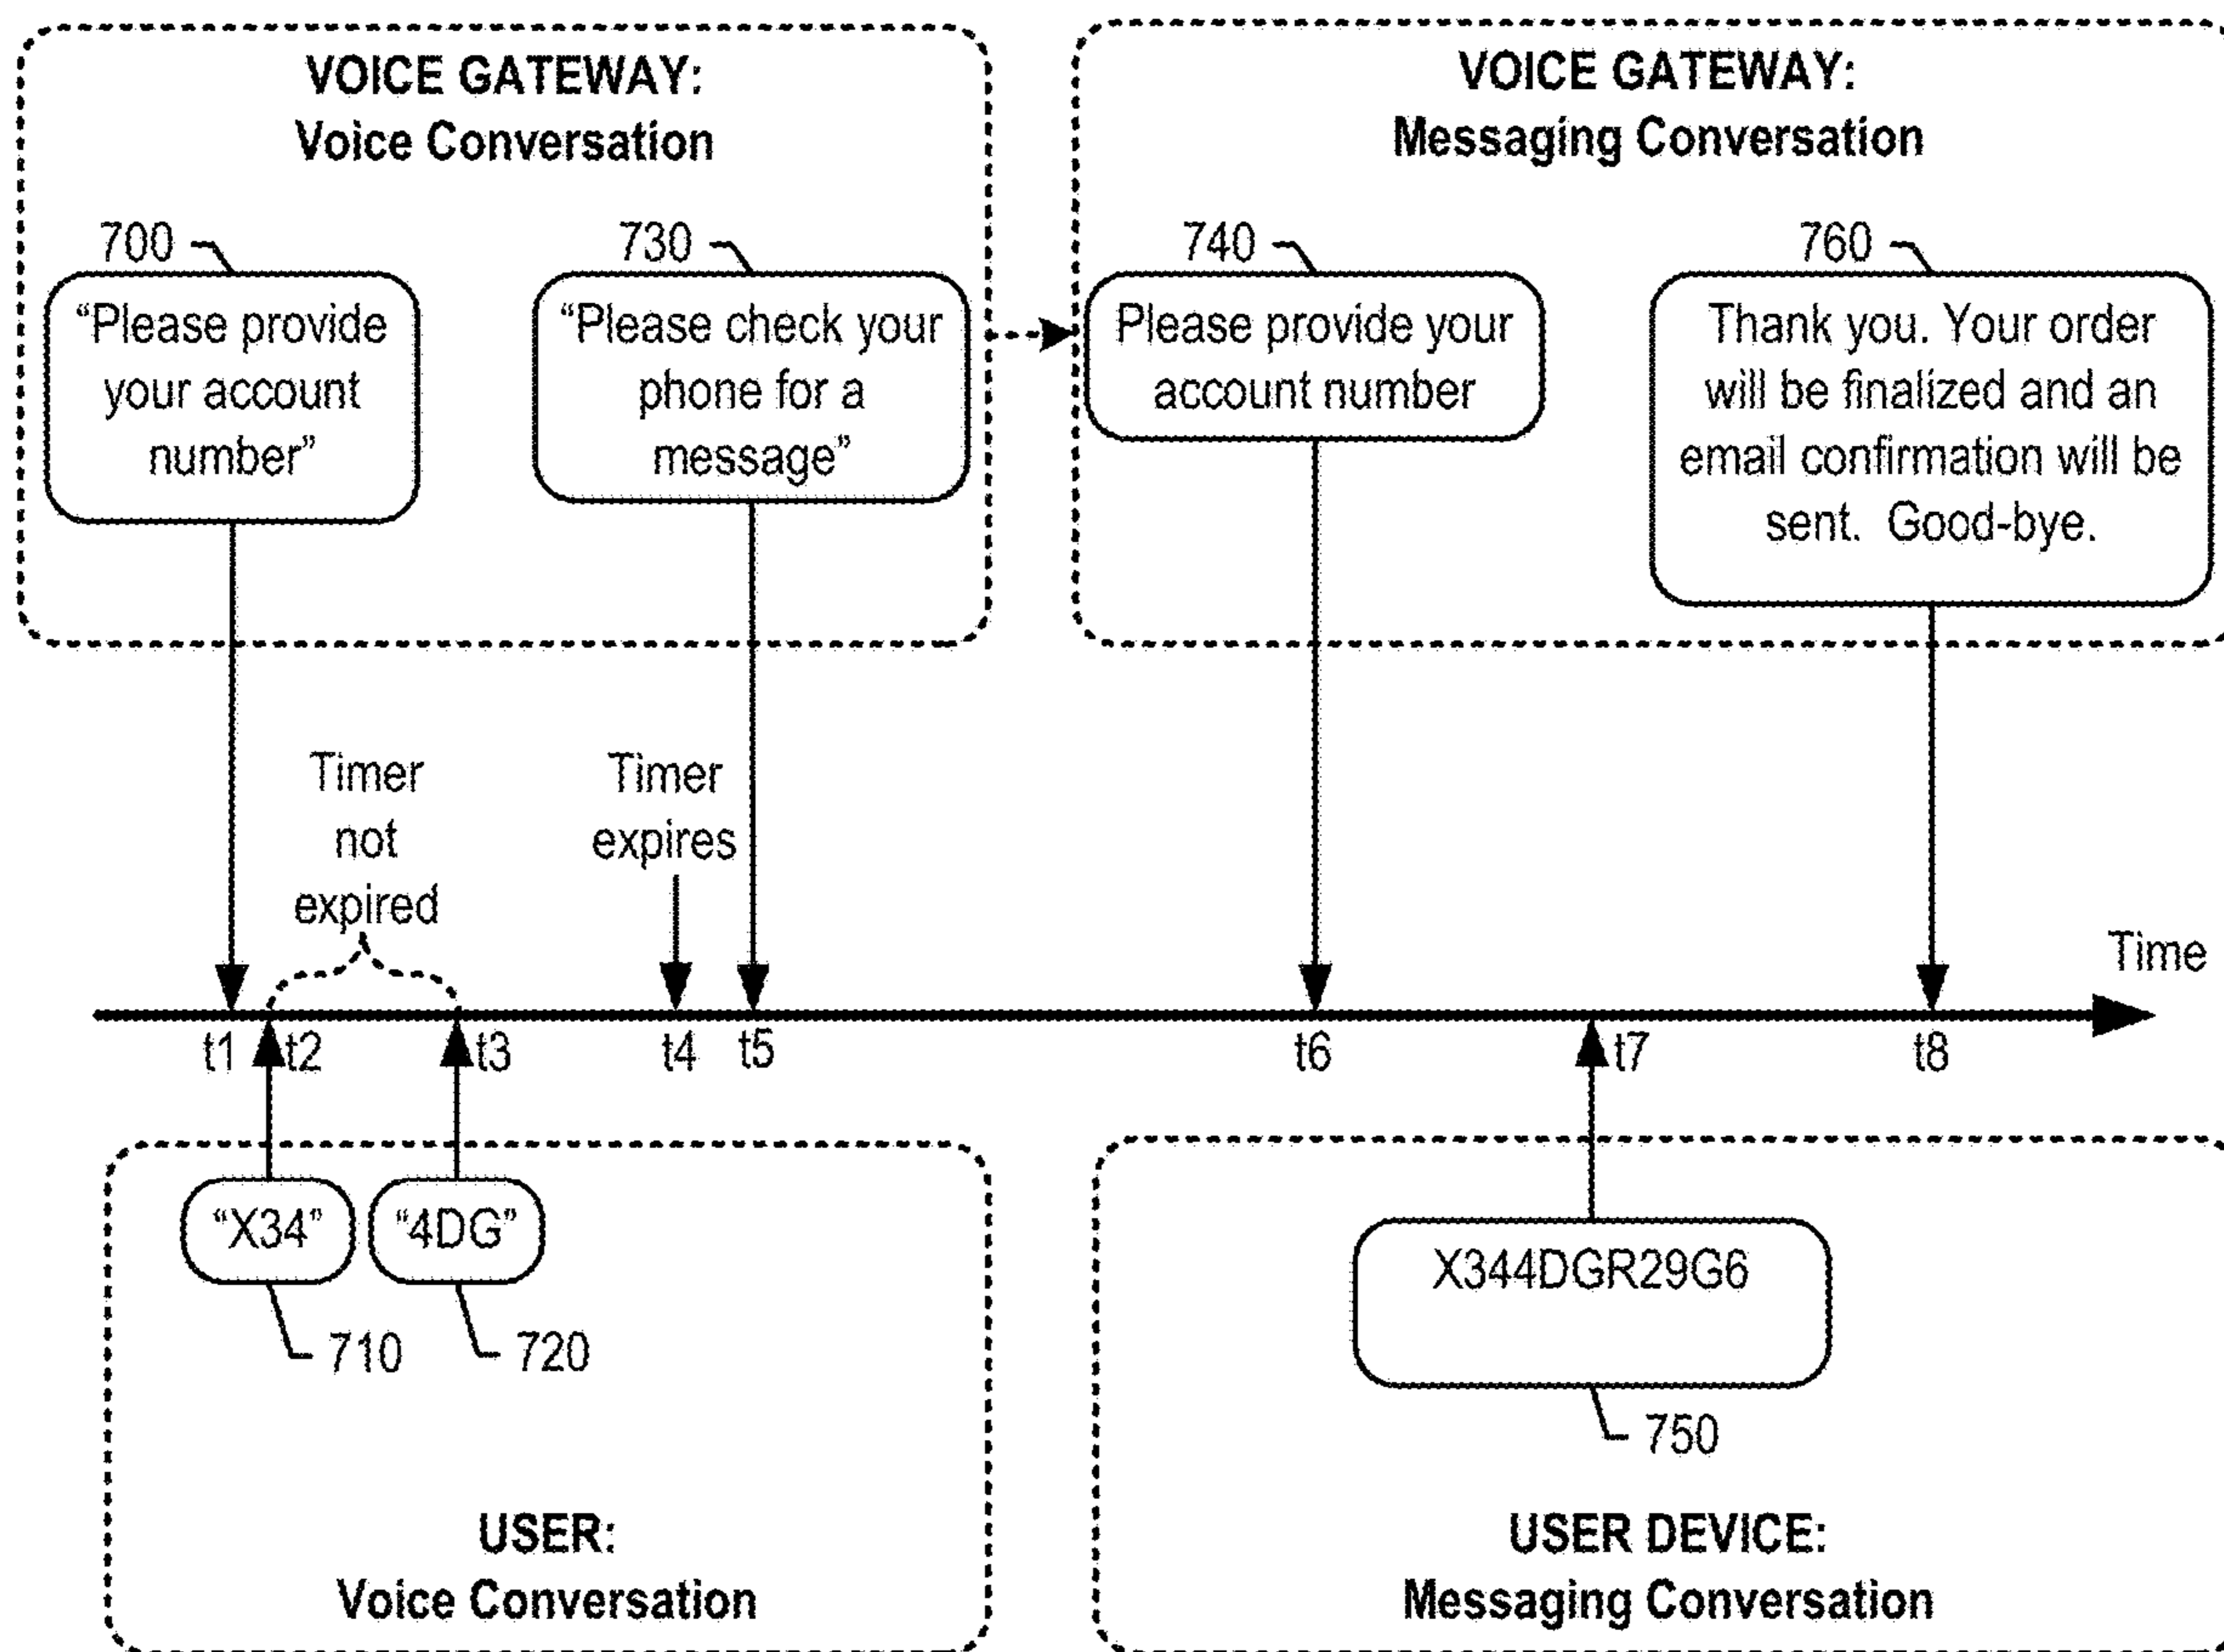 VOICE GATEWAY:
Voice Conversation
700
“Please provide
your account
number”
730
“Please check your
phone for a
message”
VOICE GATEWAY:
Messaging Conversation
740
Please provide your
account number
760
Thank you. Your order
will be finalized and an
email confirmation will be
sent. Good-bye.
Timer
not
expired
Timer
expires
Time
t1
t2
t3
t4
t5
t6
t7
t8
“X34”
710
“4DG”
720
USER:
Voice Conversation
X344DGR29G6
750
USER DEVICE:
Messaging Conversation